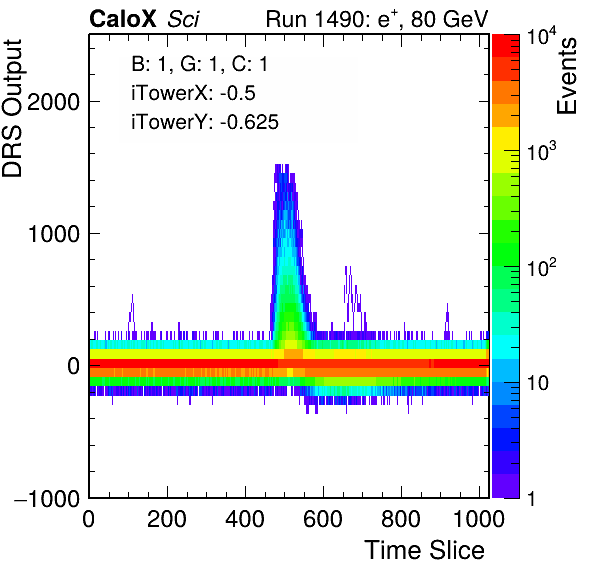 CaloX Sci Run 1490: e⁺, 80 GeV
B: 1, G: 1, C: 1
iTowerX: -0.5
iTowerY: -0.625
DRS Output
2000
1000
0
−1000
0 200 400 600 800 1000
Time Slice
Events
10⁴
10³
10²
10
1